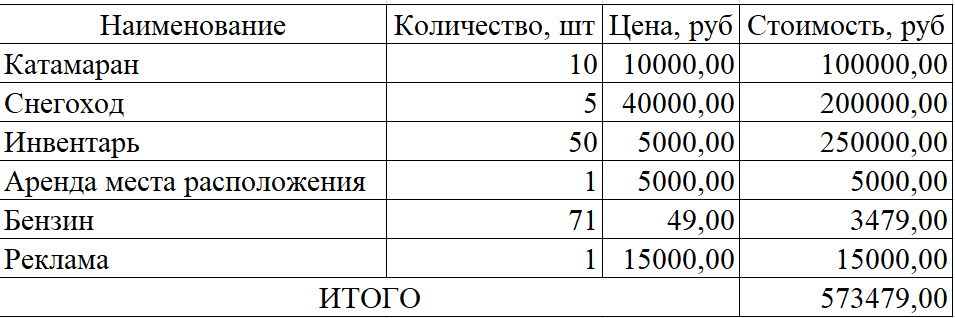 Наименование Количество, шт Цена, руб Стоимость, руб
Катамаран 10 10000,00 100000,00
Снегоход 5 40000,00 200000,00
Инвентарь 50 5000,00 250000,00
Аренда места расположения 1 5000,00 5000,00
Бензин 71 49,00 3479,00
Реклама 1 15000,00 15000,00
ИТОГО 573479,00